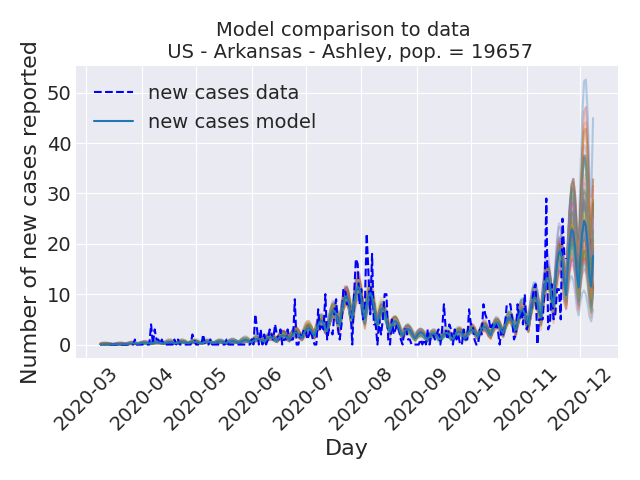 Model comparison to data
US - Arkansas - Ashley, pop. = 19657
Number of new cases reported
50
40
30
20
10
0
new cases data
new cases model
2020-03
2020-04
2020-05
2020-06
2020-07
2020-08
2020-09
2020-10
2020-11
2020-12
Day